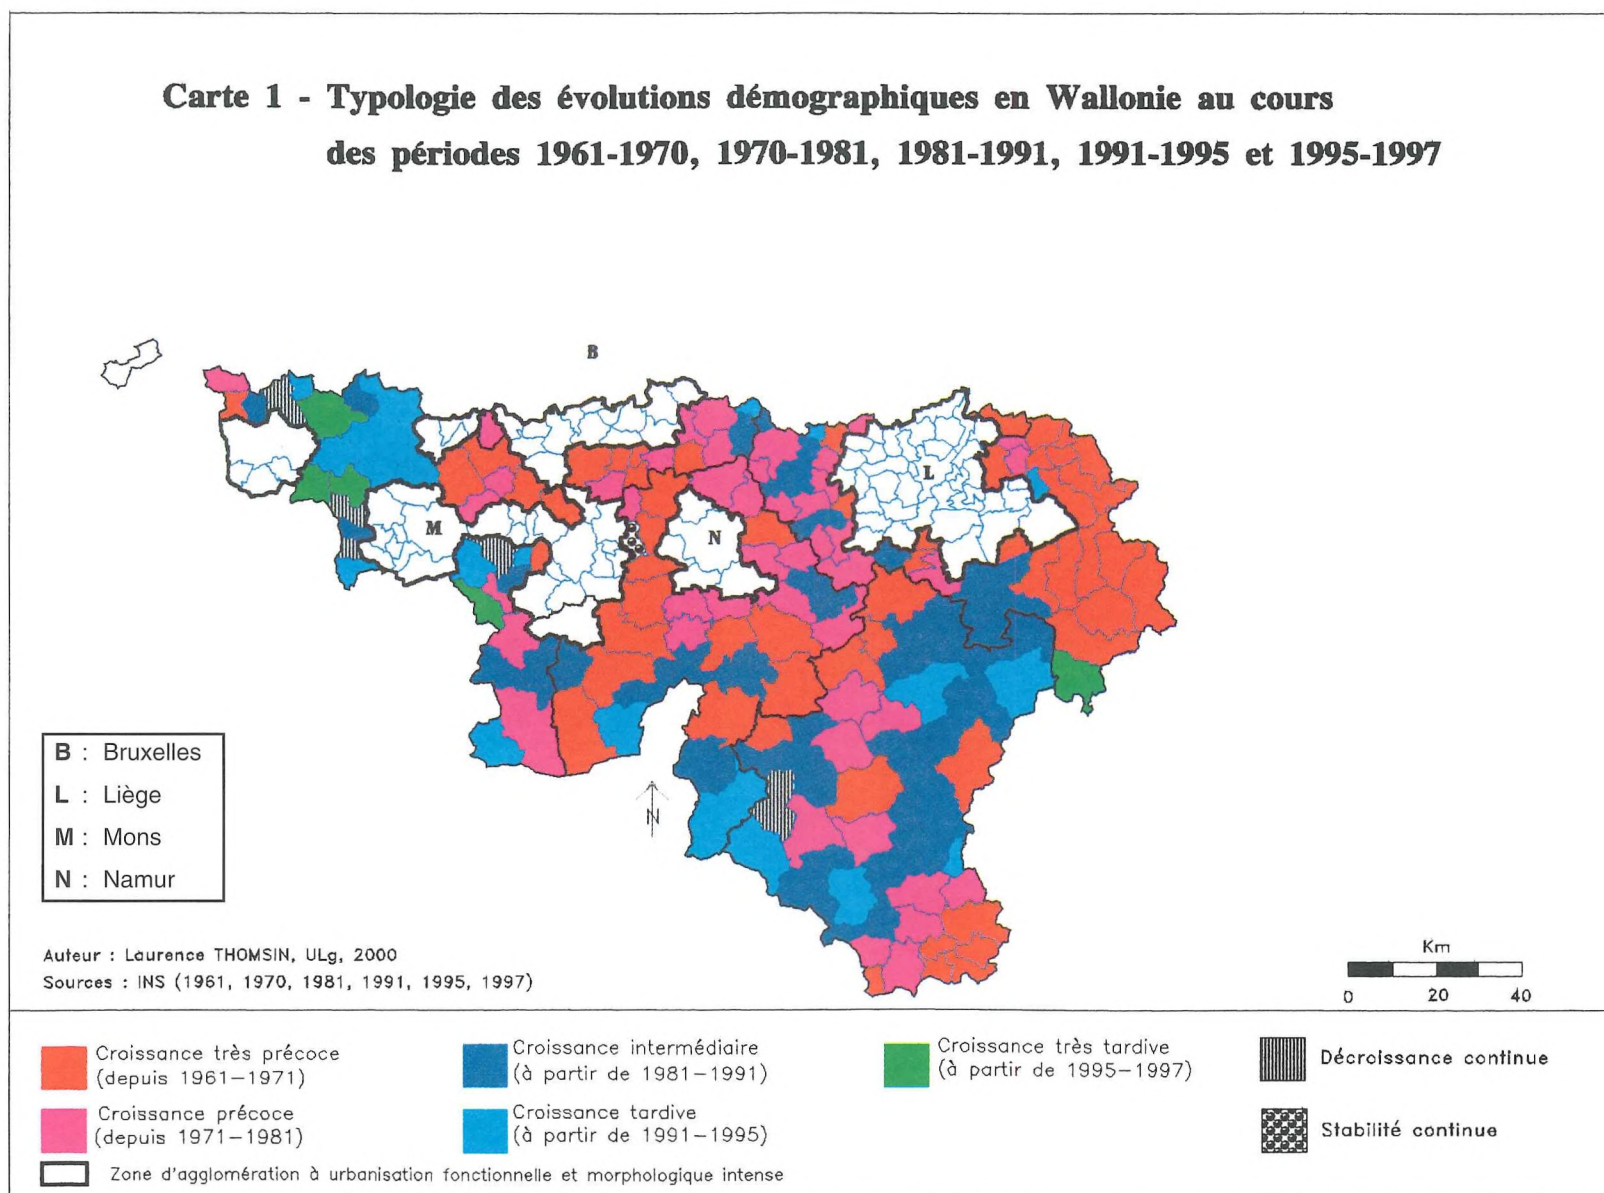 Carte 1 - Typologie des évolutions démographiques en Wallonie au cours
des périodes 1961-1970, 1970-1981, 1981-1991, 1991-1995 et 1995-1997
B
L
M
N
N
B : Bruxelles
L : Liège
M : Mons
N : Namur
Auteur : Laurence THOMSIN, ULg, 2000
Sources : INS (1961, 1970, 1981, 1991, 1995, 1997)
Km
0 20 40
Croissance très précoce
(depuis 1961-1971)
Croissance précoce
(depuis 1971-1981)
Croissance intermédiaire
(à partir de 1981-1991)
Croissance tardive
(à partir de 1991-1995)
Croissance très tardive
(à partir de 1995-1997)
Décroissance continue
Stabilité continue
Zone d'agglomération à urbanisation fonctionnelle et morphologique intense